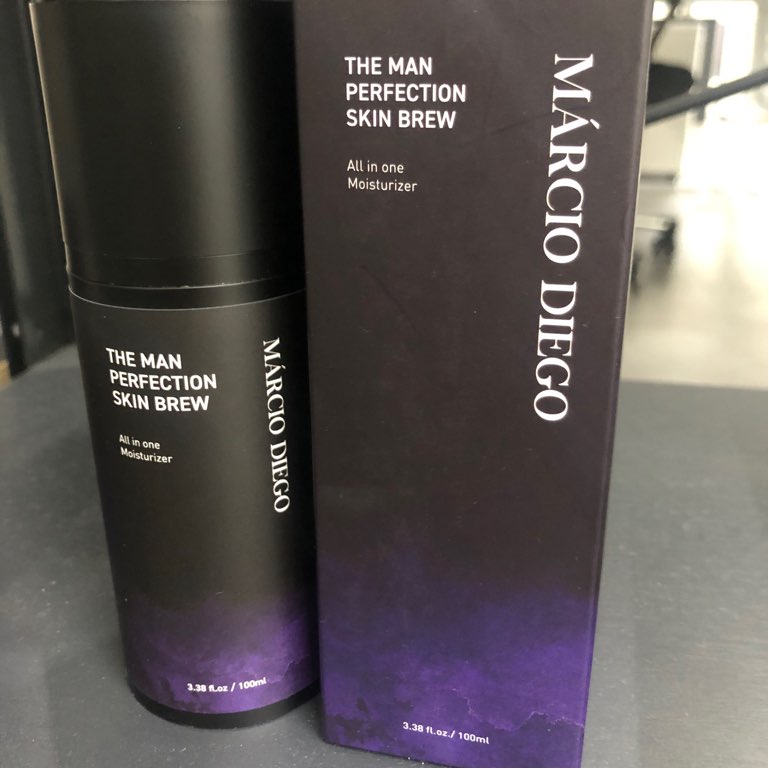 THE MAN
PERFECTION
SKIN BREW
All in one
Moisturizer
MÁRCIO DIEGO
3.38 fl.oz / 100ml
THE MAN
PERFECTION
SKIN BREW
All in one
Moisturizer
MÁRCIO DIEGO
3.38 fl.oz./ 100ml